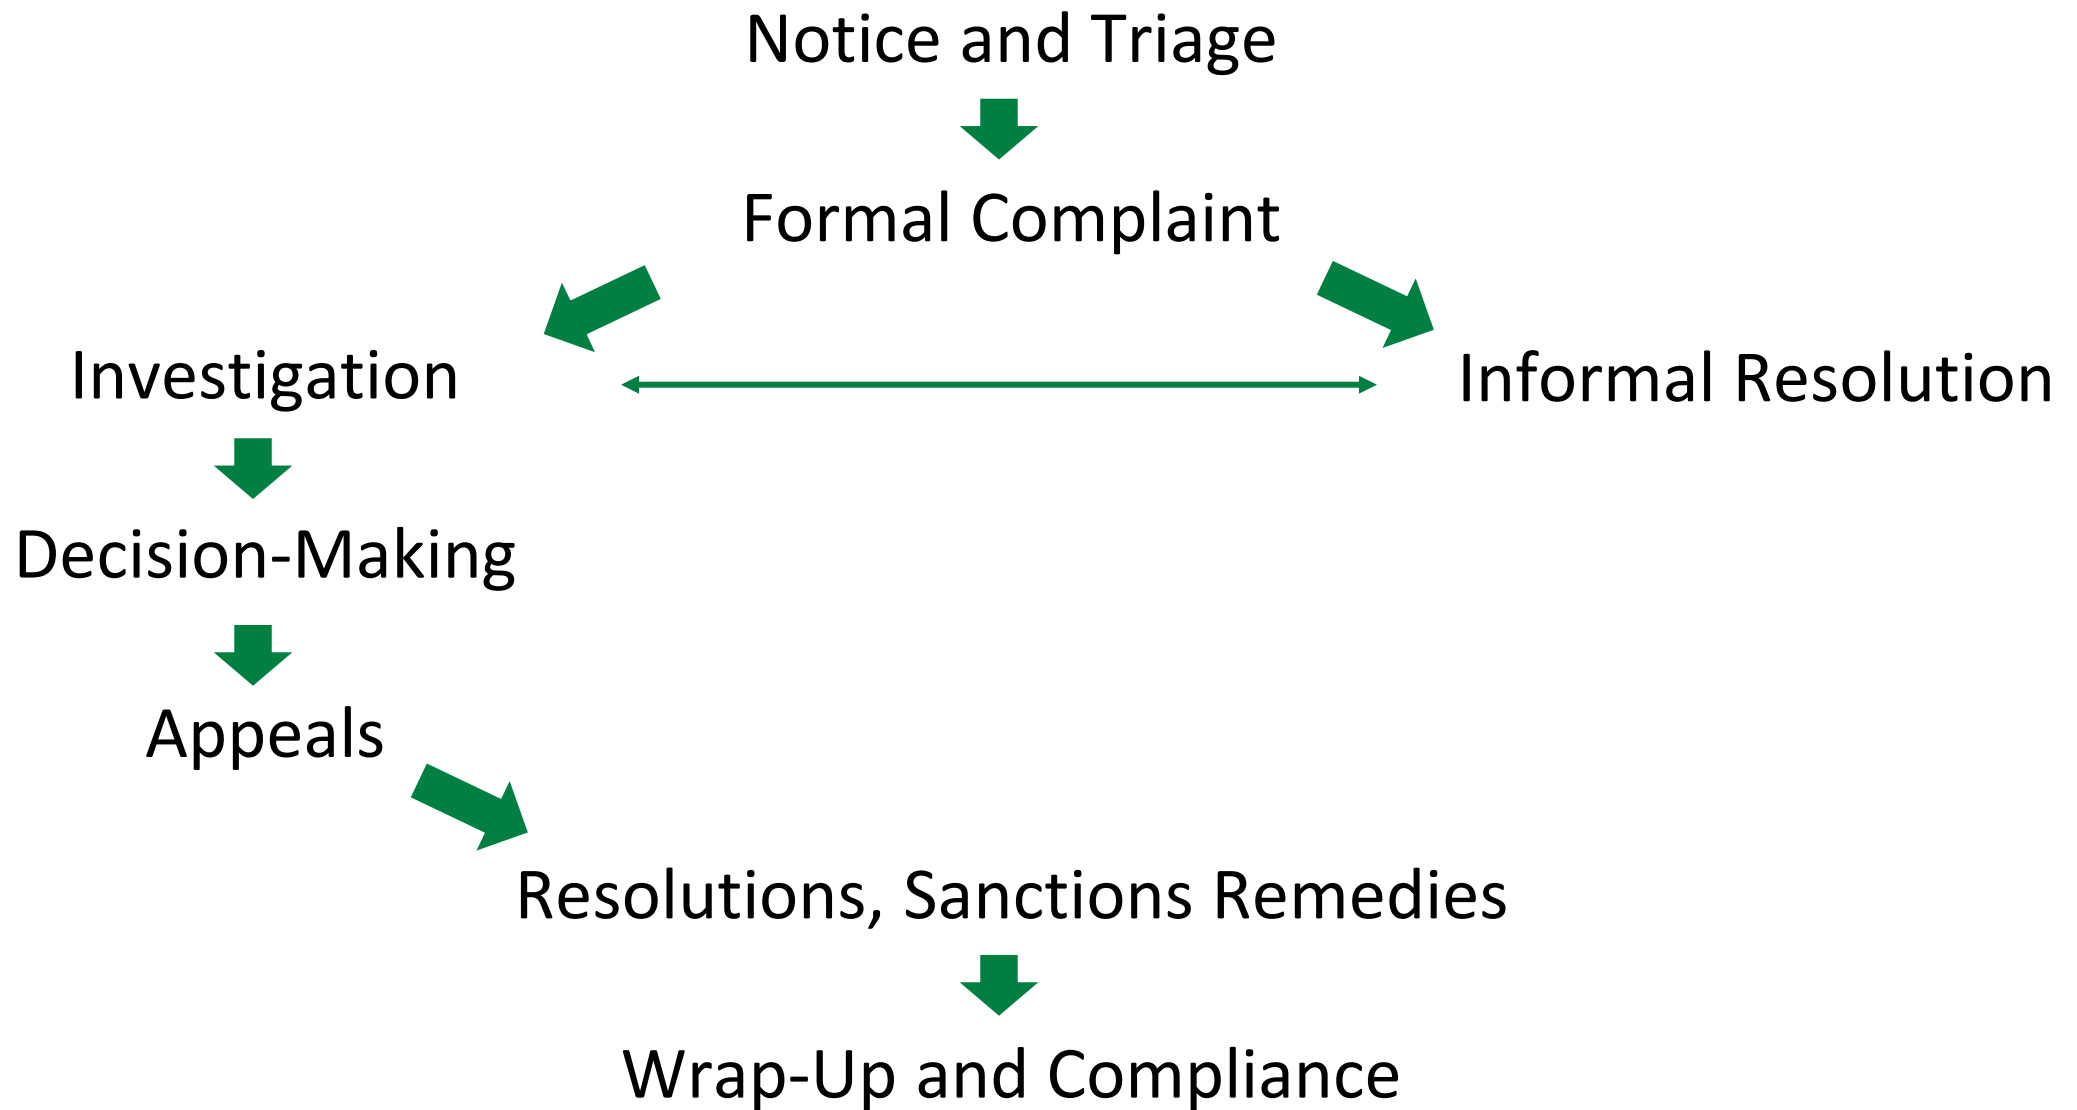 Notice and Triage
Formal Complaint
Investigation
Informal Resolution
Decision-Making
Appeals
Resolutions, Sanctions Remedies
Wrap-Up and Compliance